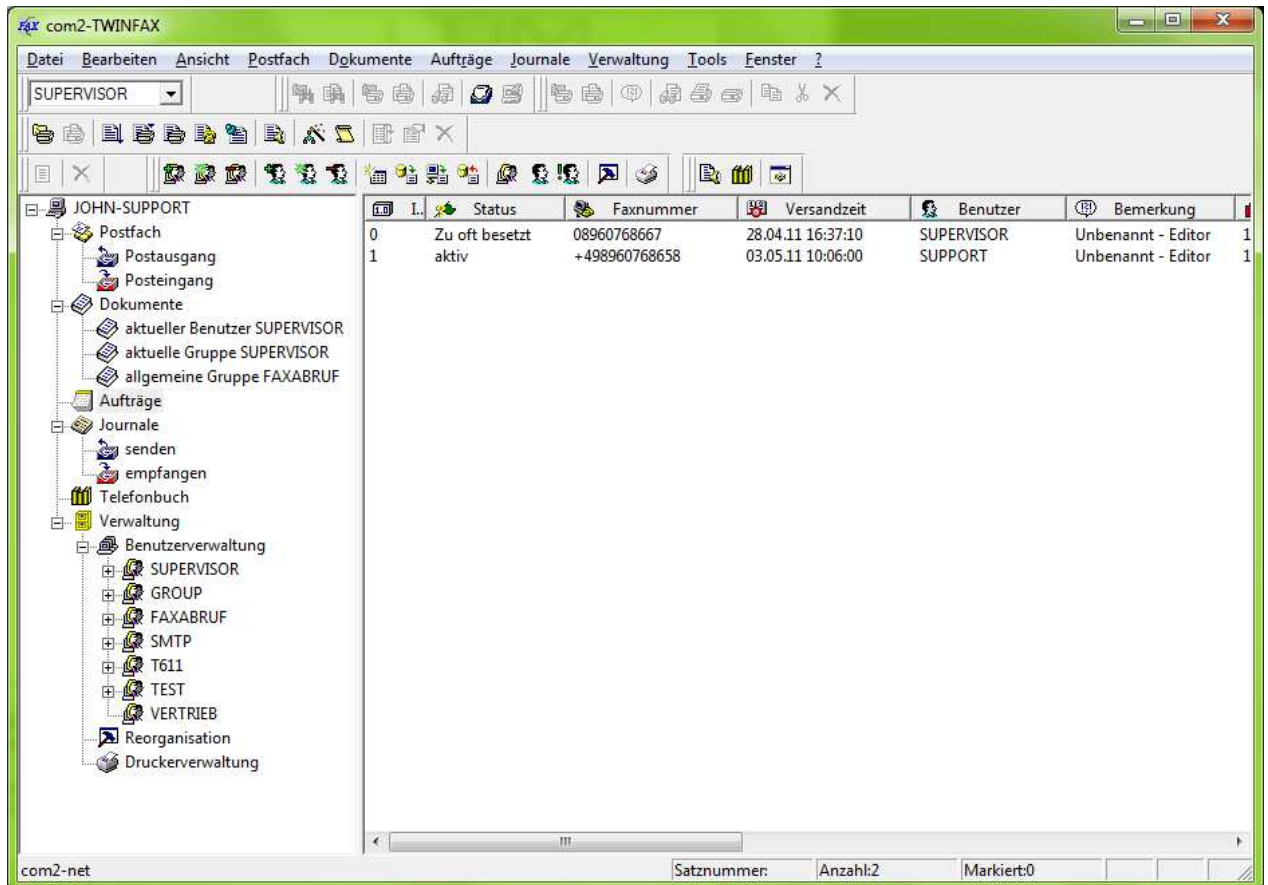 com2-TWINFAX
Datei Bearbeiten Ansicht Postfach Dokumente Aufträge Journale Verwaltung Tools Fenster ?
SUPERVISOR
JOHN-SUPPORT
Postfach
Postausgang
Posteingang
Dokumente
aktueller Benutzer SUPERVISOR
aktuelle Gruppe SUPERVISOR
allgemeine Gruppe FAXABRUF
Aufträge
Journale
senden
empfangen
Telefonbuch
Verwaltung
Benutzerverwaltung
SUPERVISOR
GROUP
FAXABRUF
SMTP
T611
TEST
VERTRIEB
Reorganisation
Druckerverwaltung
I.. Status Faxnummer Versandzeit Benutzer Bemerkung
0 Zu oft besetzt 08960768667 28.04.11 16:37:10 SUPERVISOR Unbenannt - Editor 1
1 aktiv +498960768658 03.05.11 10:06:00 SUPPORT Unbenannt - Editor 1
com2-net Satznummer: Anzahl:2 Markiert:0